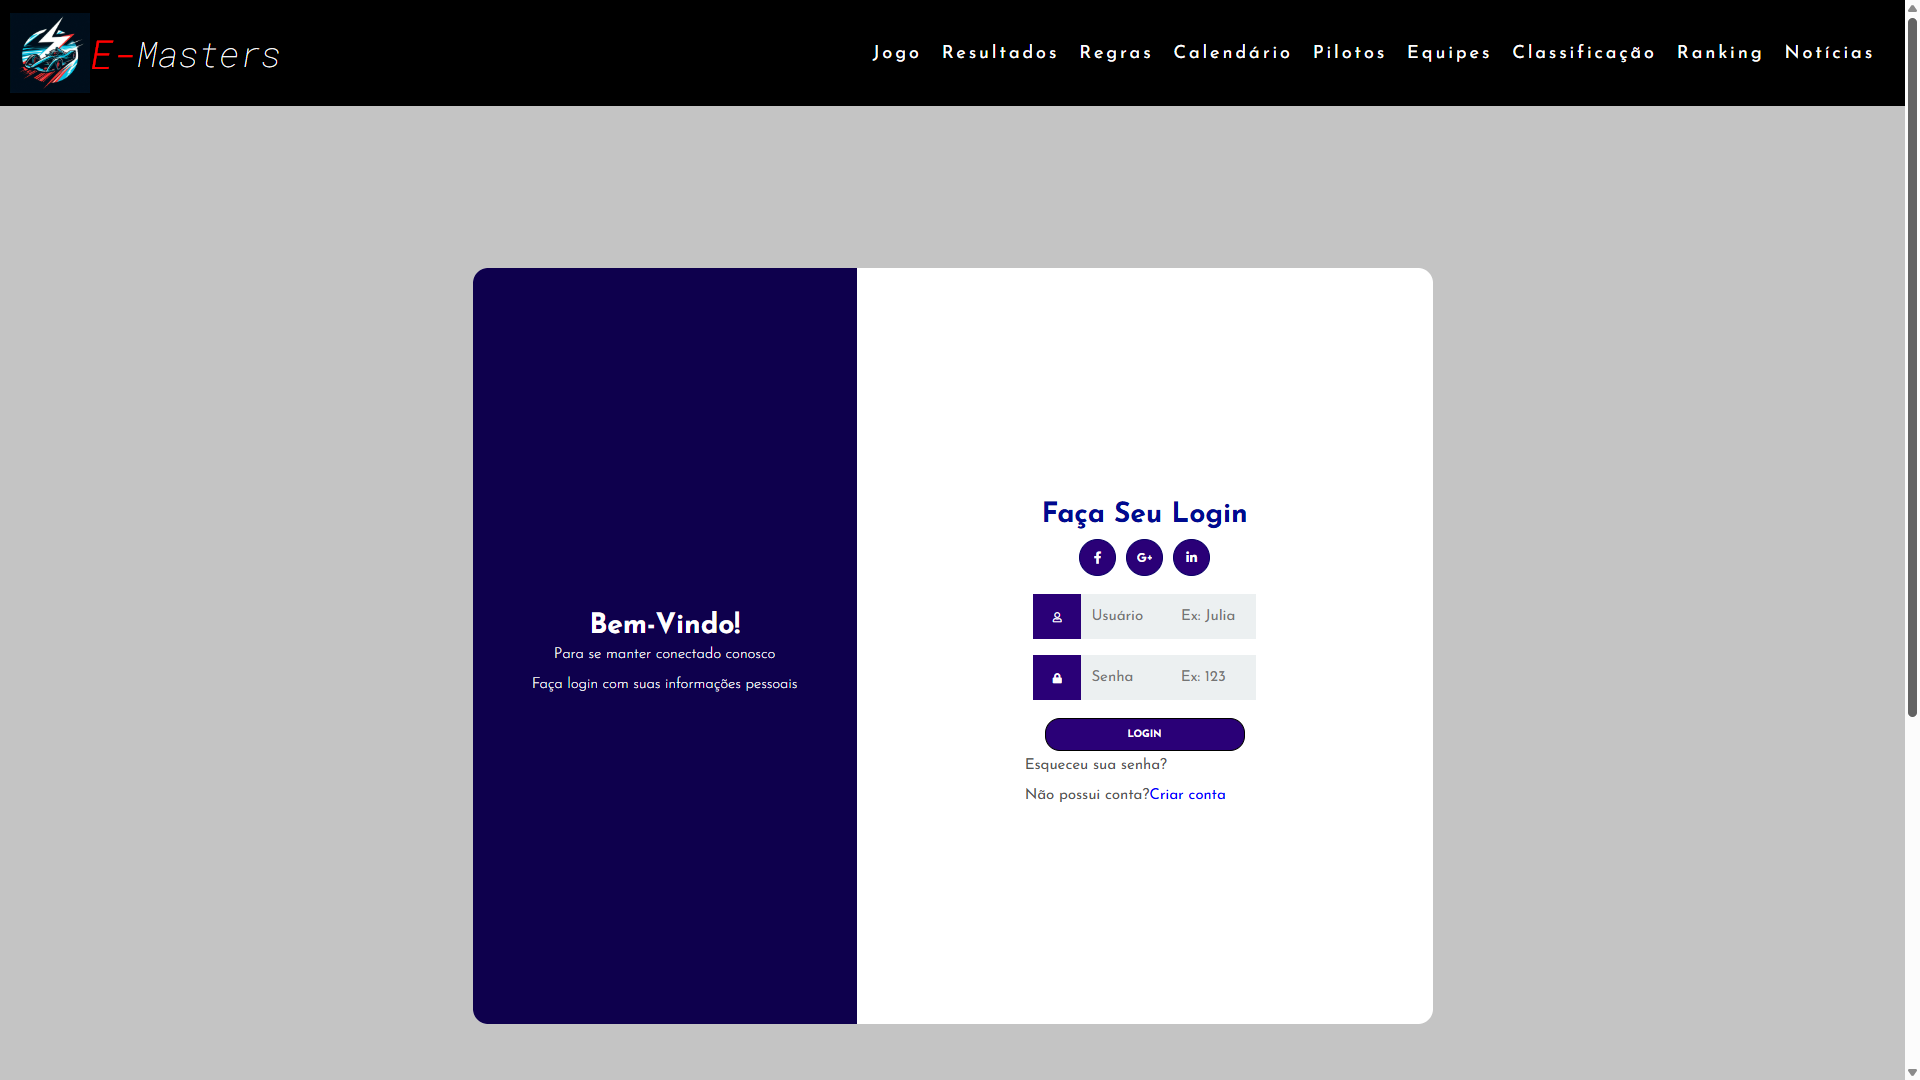 E-Masters
Jogo Resultados Regras Calendário Pilotos Equipes Classificação Ranking Notícias
Bem-Vindo!
Para se manter conectado conosco
Faça login com suas informações pessoais
Faça Seu Login
f G+ in
Usuário Ex: Julia
Senha Ex: 123
LOGIN
Esqueceu sua senha?
Não possui conta?Criar conta